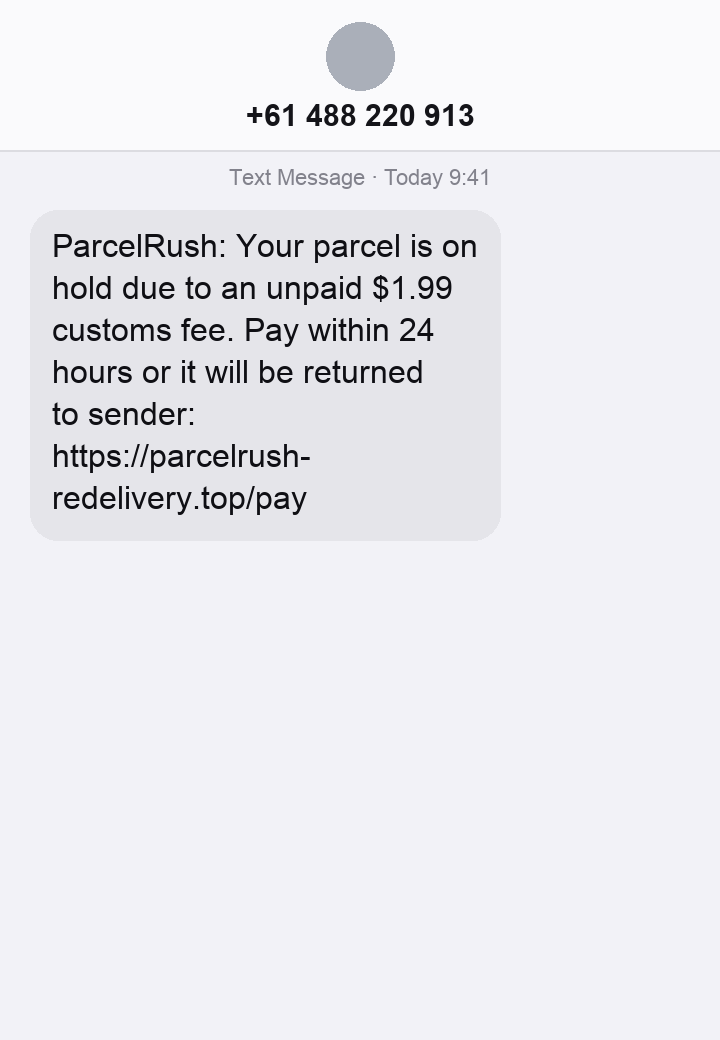 +61 488 220 913
Text Message · Today 9:41
ParcelRush: Your parcel is on
hold due to an unpaid $1.99
customs fee. Pay within 24
hours or it will be returned
to sender:
https://parcelrush-
redelivery.top/pay